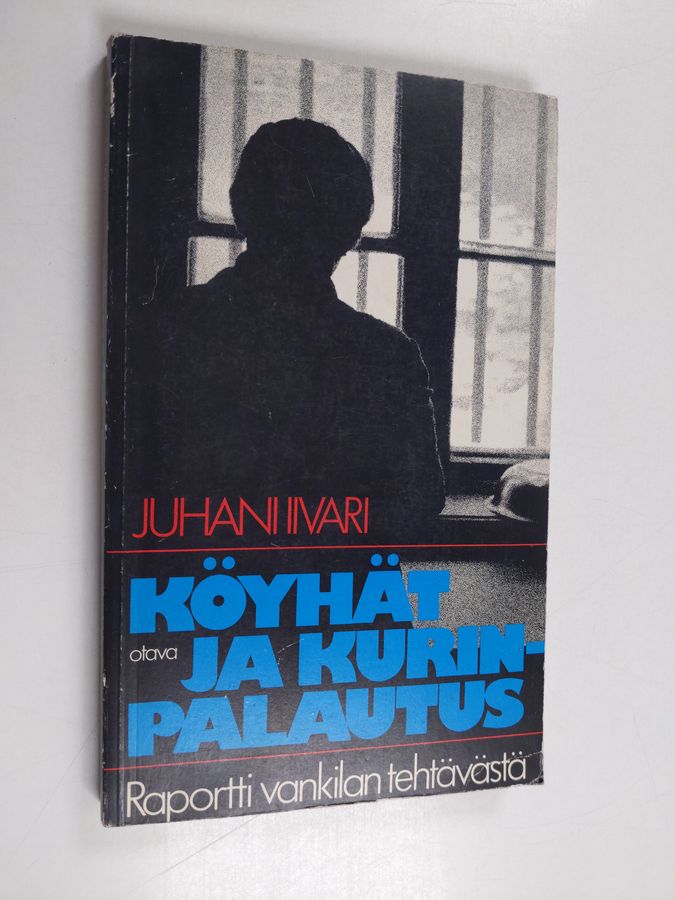 JUHANI IIVARI
KÖYHÄT
otava JA KURIN-
PALAUTUS
Raportti vankilan tehtävästä